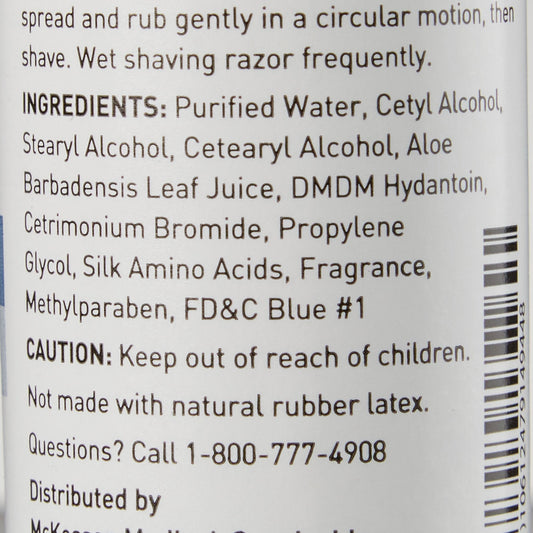 spread and rub gently in a circular motion, then
shave. Wet shaving razor frequently.
INGREDIENTS: Purified Water, Cetyl Alcohol,
Stearyl Alcohol, Cetearyl Alcohol, Aloe
Barbadensis Leaf Juice, DMDM Hydantoin,
Cetrimonium Bromide, Propylene
Glycol, Silk Amino Acids, Fragrance,
Methylparaben, FD&C Blue #1
CAUTION: Keep out of reach of children.
Not made with natural rubber latex.
Questions? Call 1-800-777-4908
Distributed by